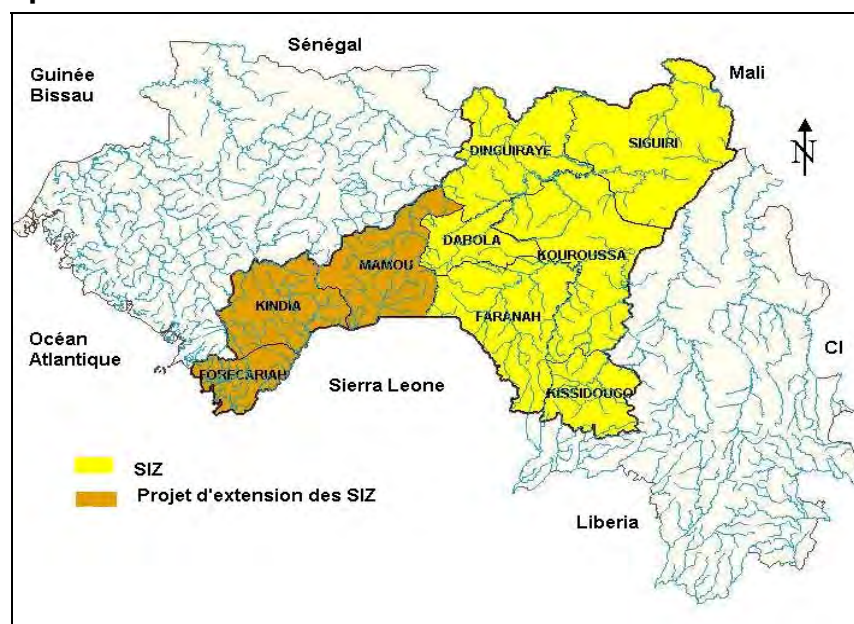 Sénégal
Guinée
Bissau
Mali
N
DINGUIRAYE
SIGUIRI
DABOLA
KOUROUSSA
MAMOU
KINDIA
FARANAH
Océan
Atlantique
CI
FORECARIAH
Sierra Leone
KISSIDOUGO
SIZ
Projet d'extension des SIZ
Liberia